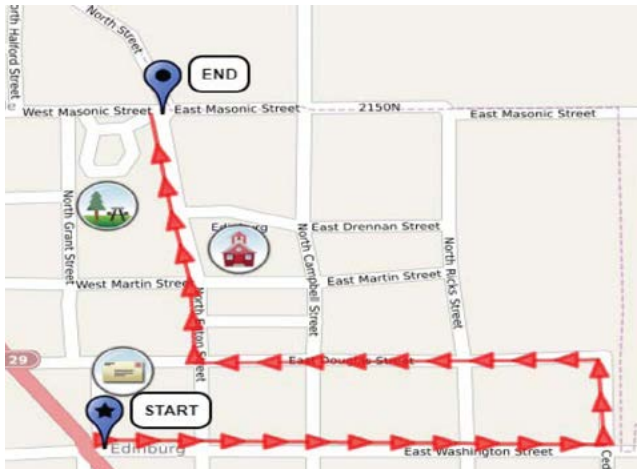 North Halford Street
North Street
END
West Masonic Street
East Masonic Street
2150N
East Masonic Street
North Grant Street
Edinburg
East Drennan Street
North Campbell Street
North Ricks Street
West Martin Street
East Martin Street
North Eaton Street
29
East Douglas Street
START
Edinburg
East Washington Street